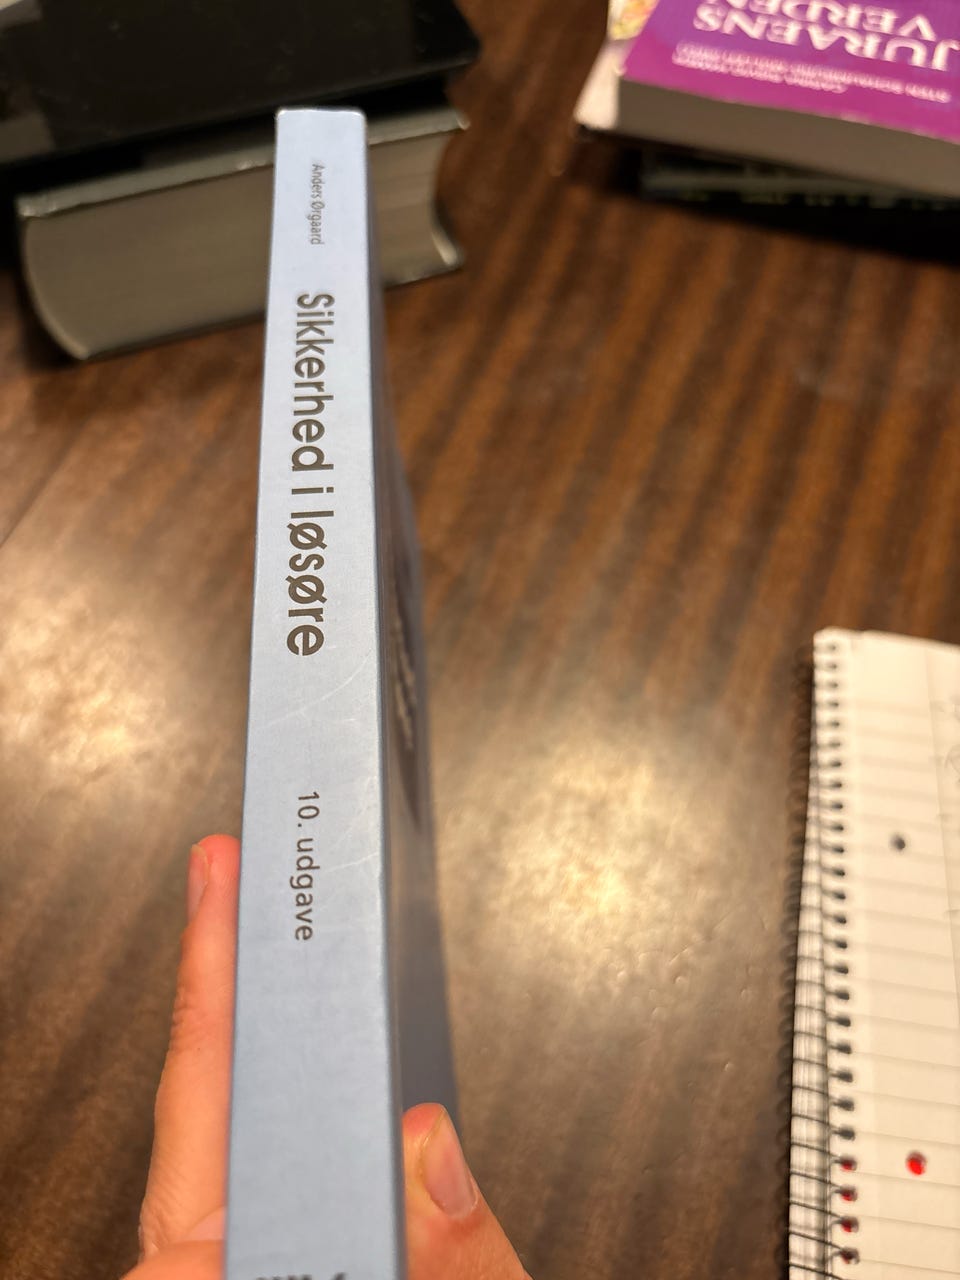 Anders Ørgaard
Sikkerhed i løsøre
10. udgave
JURAENS
VERDEN